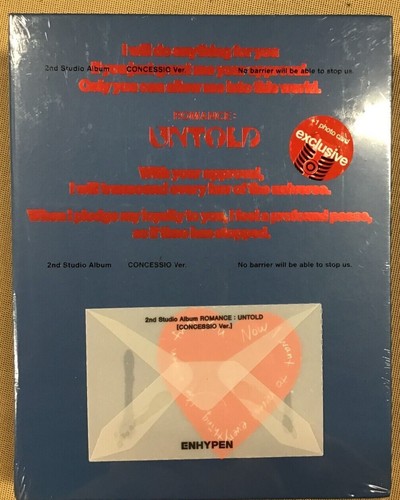 I will do anything for you
2nd Studio Album CONCESSIO Ver. No barrier will be able to stop us.
Only you can allow me into this world.
ROMANCE :
UNTOLD
+1 photo card
exclusive
With your approval,
I will transcend every law of the universe.
When I pledge my loyalty to you, I feel a profound peace,
as if time has stopped.
2nd Studio Album CONCESSIO Ver. No barrier will be able to stop us.
2nd Studio Album ROMANCE : UNTOLD
[CONCESSIO Ver.]
Now
want to
ENHYPEN